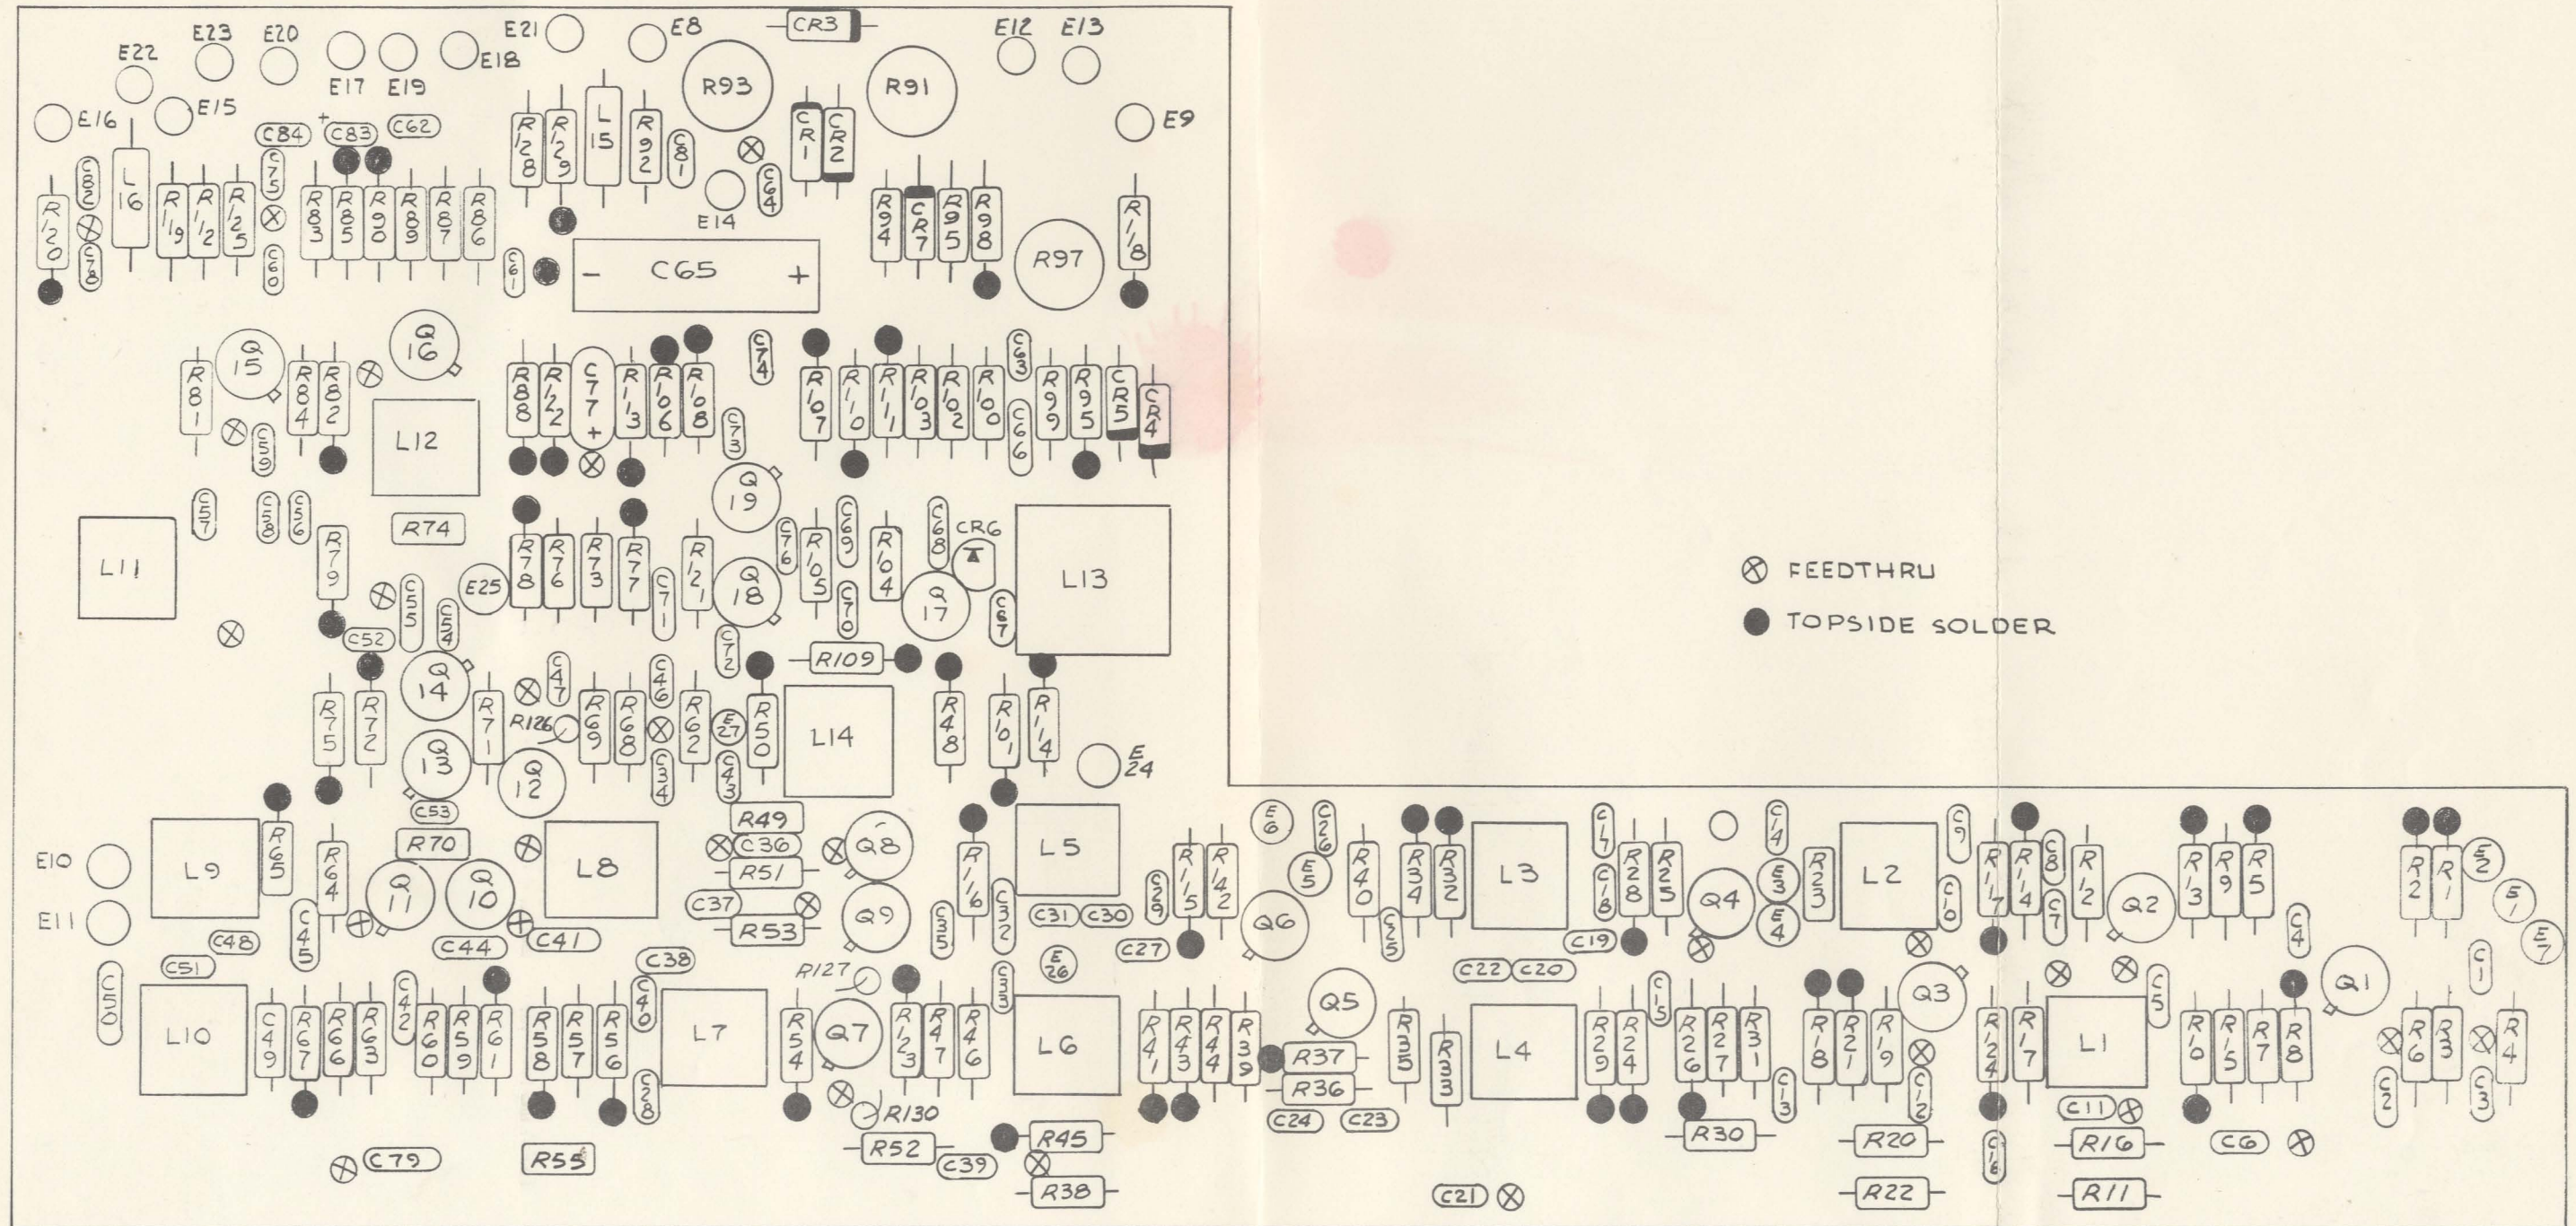 E23
E20
E21
E8
CR3
E12
E13
E22
E18
E17
E19
R93
R91
E16
E15
C84
+
C83
C62
R128
R129
L15
R92
C81
CR1
CR2
E9
C82
L16
C75
C64
R120
R119
R112
R125
R83
R85
R90
R89
R87
R86
E14
R94
CR7
R95
R98
R118
C78
C60
C61
- C65 +
R97
Q15
Q16
R81
R84
R82
R88
R122
C77
+
R113
R106
R108
C74
R107
R110
R111
R103
R102
R100
C63
R99
R95
CR5
CR4
L12
C59
C73
C66
Q19
C57
C58
C56
R74
R79
L11
E25
R78
R76
R73
R77
C71
R121
Q18
C76
R105
C69
C70
R104
C68
CR6
Q17
C67
L13
⊗ FEEDTHRU
● TOPSIDE SOLDER
C55
C54
C52
C72
R109
Q14
C47
C46
R75
R72
R71
R126
R69
R68
R62
E27
R50
L14
R48
R101
R114
E24
Q13
Q12
C34
C43
C53
R49
R70
C36
R51
Q8
E10
L9
R65
R64
Q11
Q10
L8
C37
R53
Q9
R116
L5
E11
C48
C45
C44
C41
C35
C32
C31
C30
C29
R115
R142
E6
C26
E5
R40
R34
R32
L3
C17
C18
R28
R25
Q4
C14
E3
E4
R23
L2
C9
C10
R117
R114
C8
C7
R12
Q2
R13
R9
R5
C4
R2
R1
E2
E1
E7
C51
C38
R127
E26
C27
Q6
C25
C22
C20
C19
C50
L10
C49
R67
R66
R63
C42
R60
R59
R61
R58
R57
R56
C40
L7
R54
Q7
R123
R47
R46
C33
L6
R41
R43
R44
R39
Q5
R37
R36
R35
R33
L4
R29
R24
C15
R26
R27
R31
R18
R21
R19
Q3
R124
R17
L1
C5
R10
R15
R7
R8
Q1
C1
R6
R3
R4
C28
R130
C24
C23
C13
C12
C11
C2
C3
C79
R55
R52
C39
R45
R38
R30
R20
R22
C16
R16
R11
C6
C21